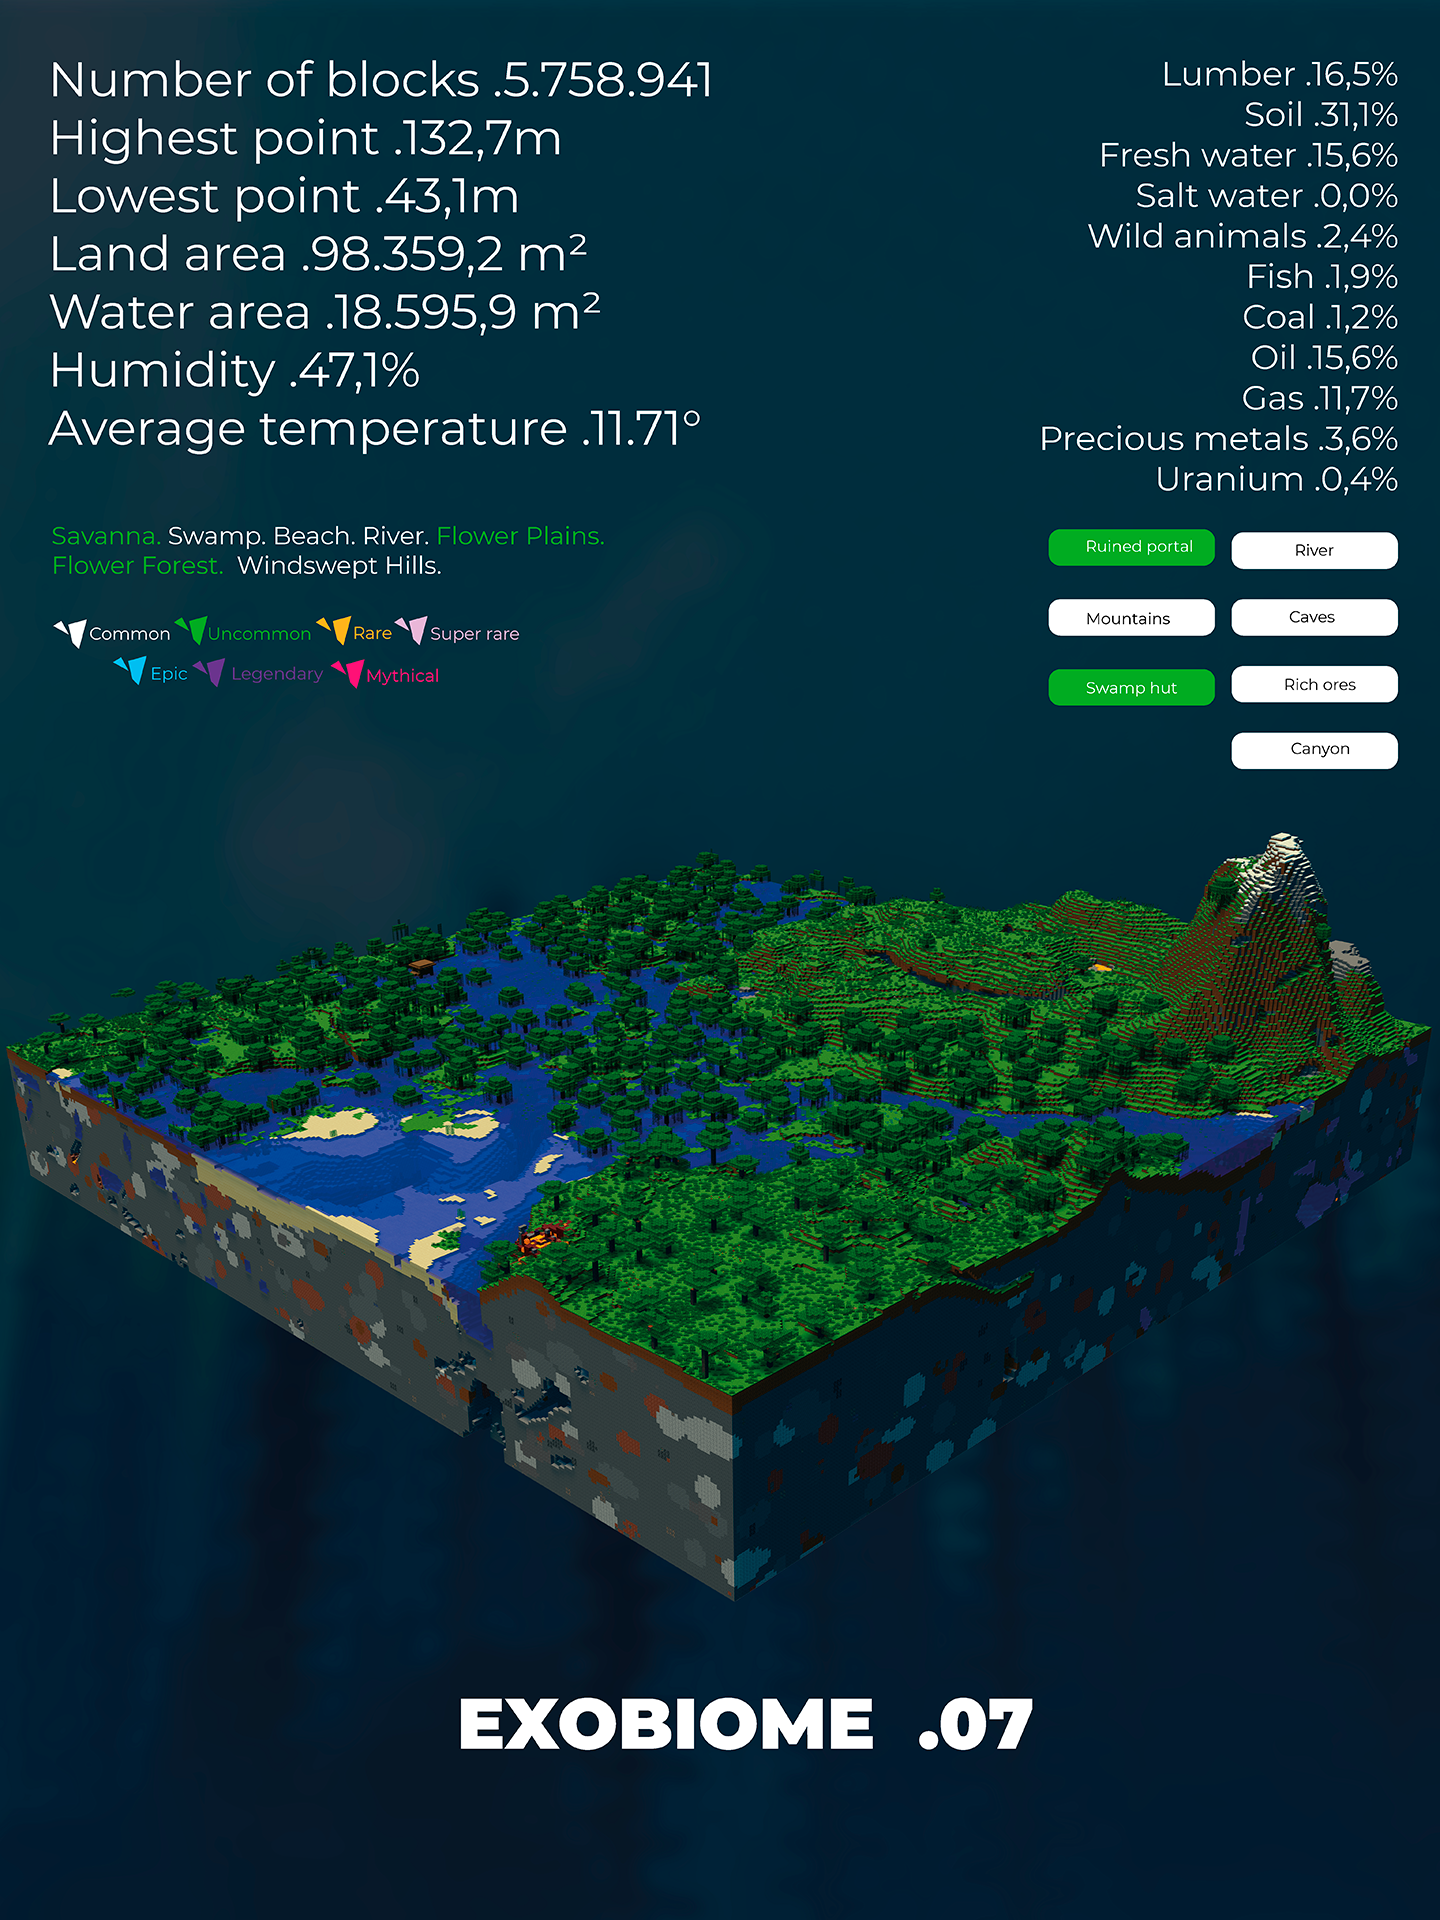 Number of blocks .5.758.941
Highest point .132,7m
Lowest point .43,1m
Land area .98.359,2 m²
Water area .18.595,9 m²
Humidity .47,1%
Average temperature .11.71°
Lumber .16,5%
Soil .31,1%
Fresh water .15,6%
Salt water .0,0%
Wild animals .2,4%
Fish .1,9%
Coal .1,2%
Oil .15,6%
Gas .11,7%
Precious metals .3,6%
Uranium .0,4%
Savanna. Swamp. Beach. River. Flower Plains.
Flower Forest. Windswept Hills.
Common Uncommon Rare Super rare
Epic Legendary Mythical
Ruined portal River
Mountains Caves
Swamp hut Rich ores
Canyon
EXOBIOME .07